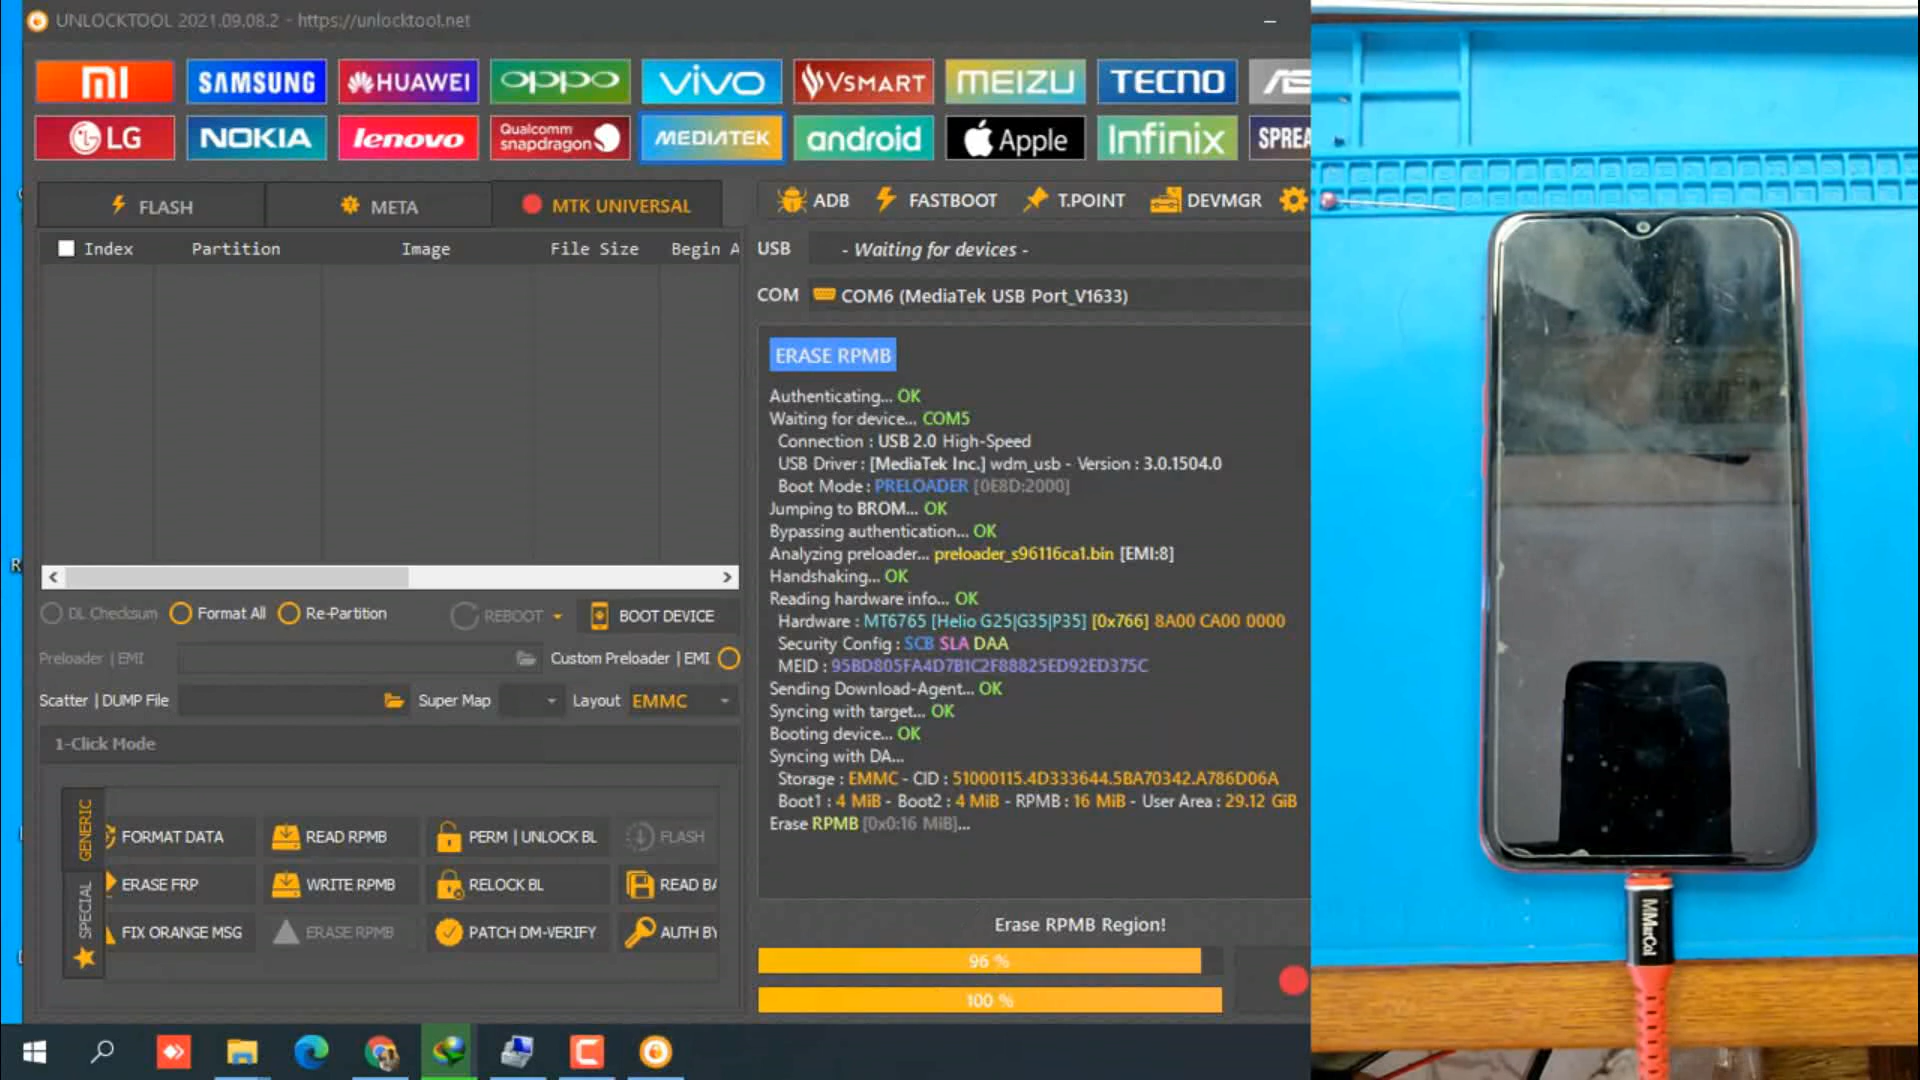 UNLOCKTOOL 2021.09.08.2 - https://unlocktool.net
mi SAMSUNG HUAWEI oppo vivo VSMART MEIZU TECNO
LG NOKIA lenovo Qualcomm snapdragon MEDIATEK android Apple Infinix SPREA
FLASH META MTK UNIVERSAL
ADB FASTBOOT T.POINT DEVMGR
Index Partition Image File Size Begin A
USB - Waiting for devices -
COM COM6 (MediaTek USB Port_V1633)
ERASE RPMB
Authenticating... OK
Waiting for device... COM5
Connection : USB 2.0 High-Speed
USB Driver : [MediaTek Inc.] wdm_usb - Version : 3.0.1504.0
Boot Mode : PRELOADER [0E8D:2000]
Jumping to BROM... OK
Bypassing authentication... OK
Analyzing preloader... preloader_s96116ca1.bin [EMI:8]
Handshaking... OK
Reading hardware info... OK
Hardware : MT6765 [Helio G25|G35|P35] [0x766] 8A00 CA00 0000
Security Config : SCB SLA DAA
MEID : 95BD805FA4D7B1C2F88825ED92ED375C
Sending Download-Agent... OK
Syncing with target... OK
Booting device... OK
Syncing with DA...
Storage : EMMC - CID : 51000115.4D333644.5BA70342.A786D06A
Boot1 : 4 MiB - Boot2 : 4 MiB - RPMB : 16 MiB - User Area : 29.12 GiB
Erase RPMB [0x0:16 MiB]...
DL Checksum Format All Re-Partition REBOOT BOOT DEVICE
Preloader | EMI Custom Preloader | EMI
Scatter | DUMP File Super Map Layout EMMC
1-Click Mode
GENERIC
SPECIAL
FORMAT DATA READ RPMB PERM | UNLOCK BL FLASH
ERASE FRP WRITE RPMB RELOCK BL READ BA
FIX ORANGE MSG ERASE RPMB PATCH DM-VERIFY AUTH BY
Erase RPMB Region!
96 %
100 %
MMarCol